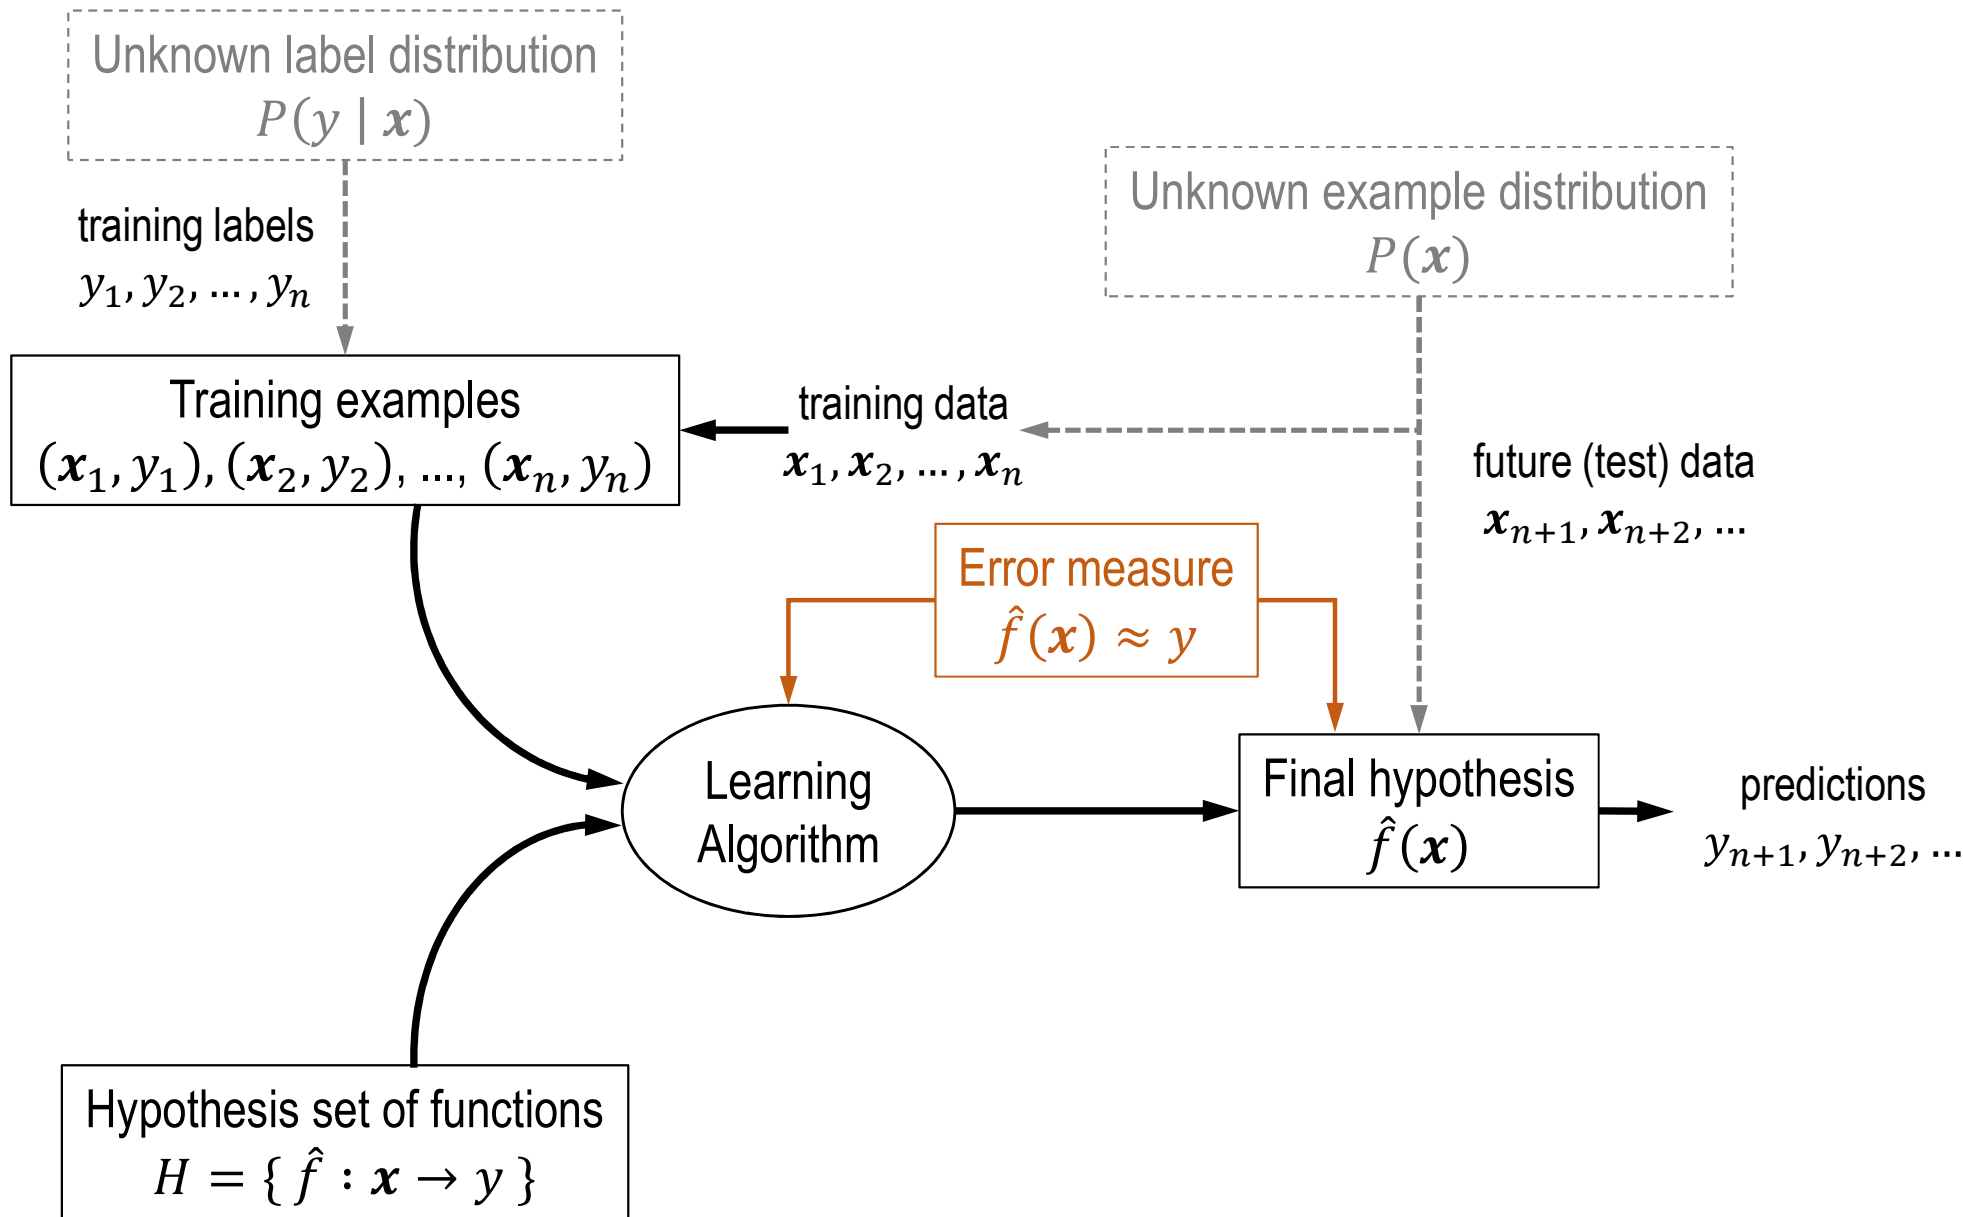 Unknown label distribution
P(y | x)
Unknown example distribution
P(x)
training labels
y₁, y₂, ... , yₙ
Training examples
(x₁, y₁), (x₂, y₂), ..., (xₙ, yₙ)
training data
x₁, x₂, ... , xₙ
future (test) data
xₙ₊₁, xₙ₊₂, ...
Error measure
f̂(x) ≈ y
Learning
Algorithm
Final hypothesis
f̂(x)
predictions
yₙ₊₁, yₙ₊₂, ...
Hypothesis set of functions
H = { f̂ : x → y }